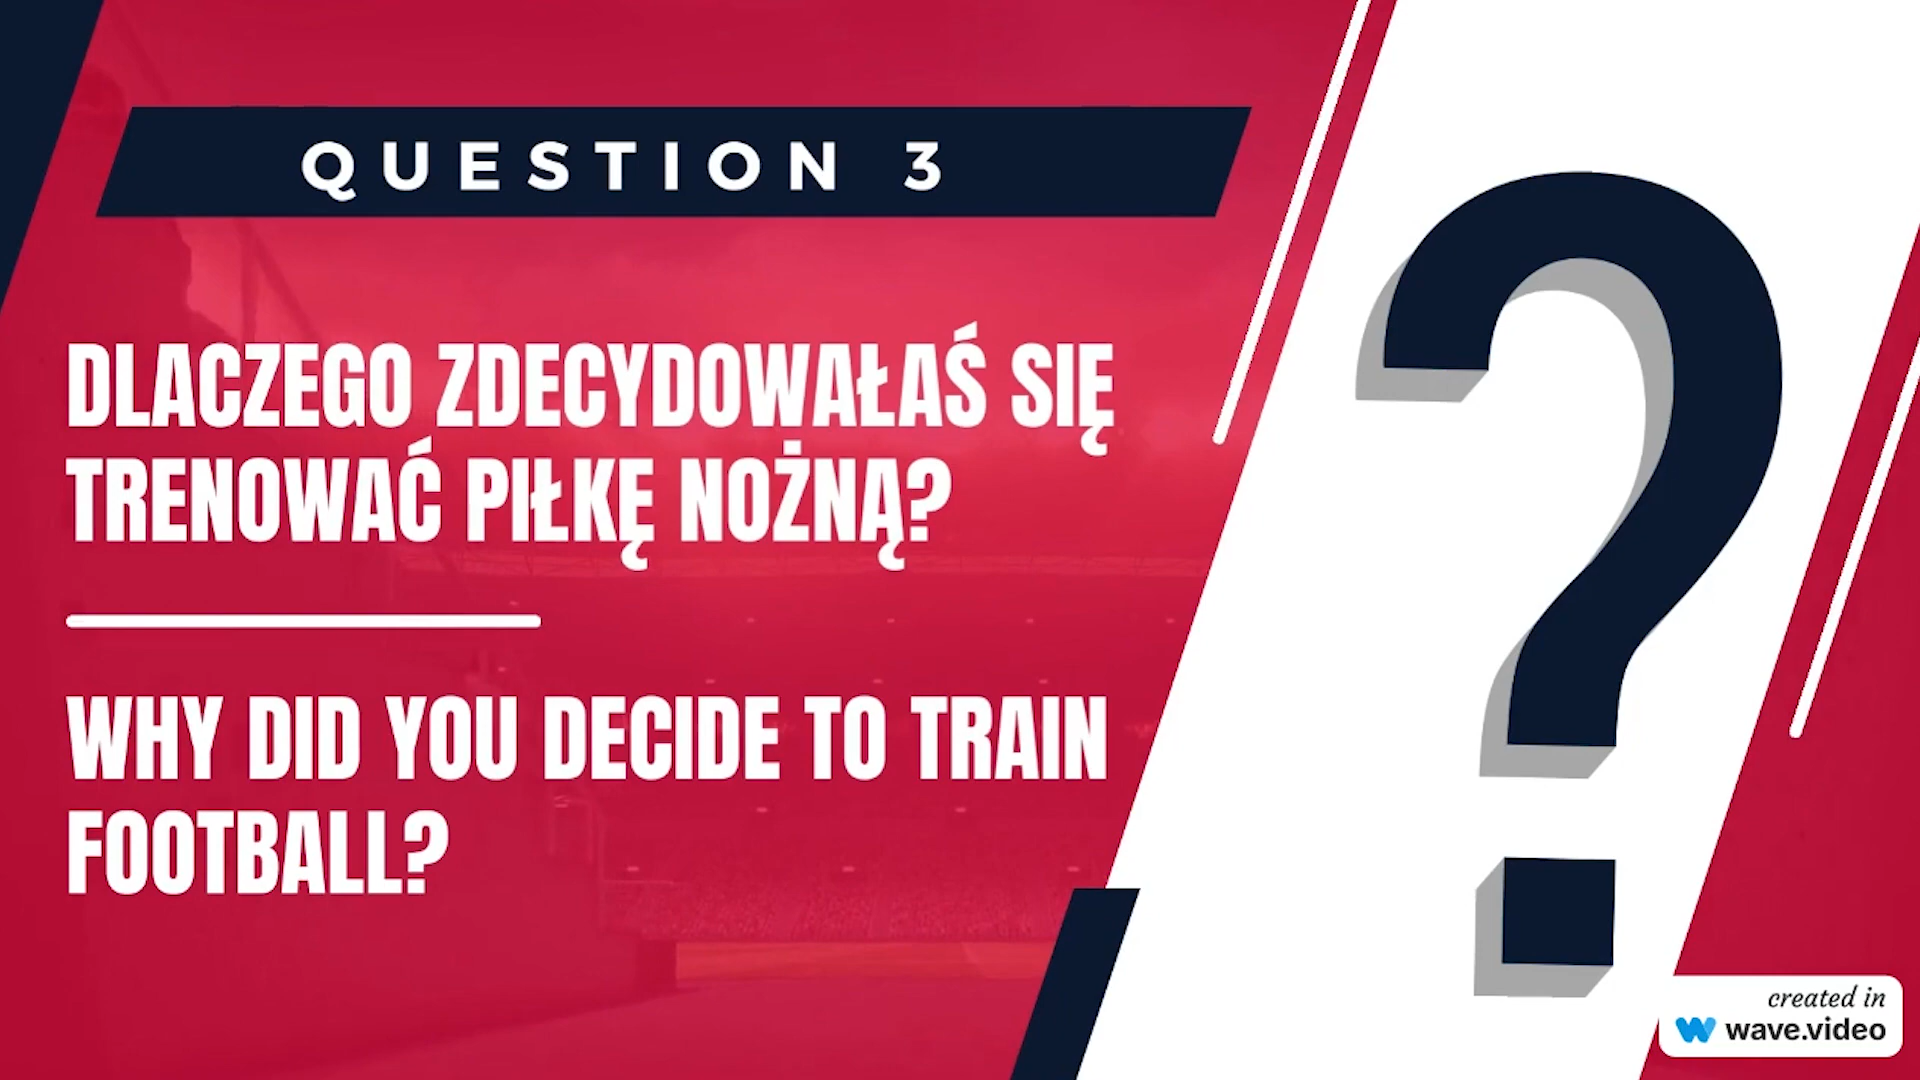 QUESTION 3
DLACZEGO ZDECYDOWAŁAŚ SIĘ
TRENOWAĆ PIŁKĘ NOŻNĄ?
WHY DID YOU DECIDE TO TRAIN
FOOTBALL?
?
created in
wave.video